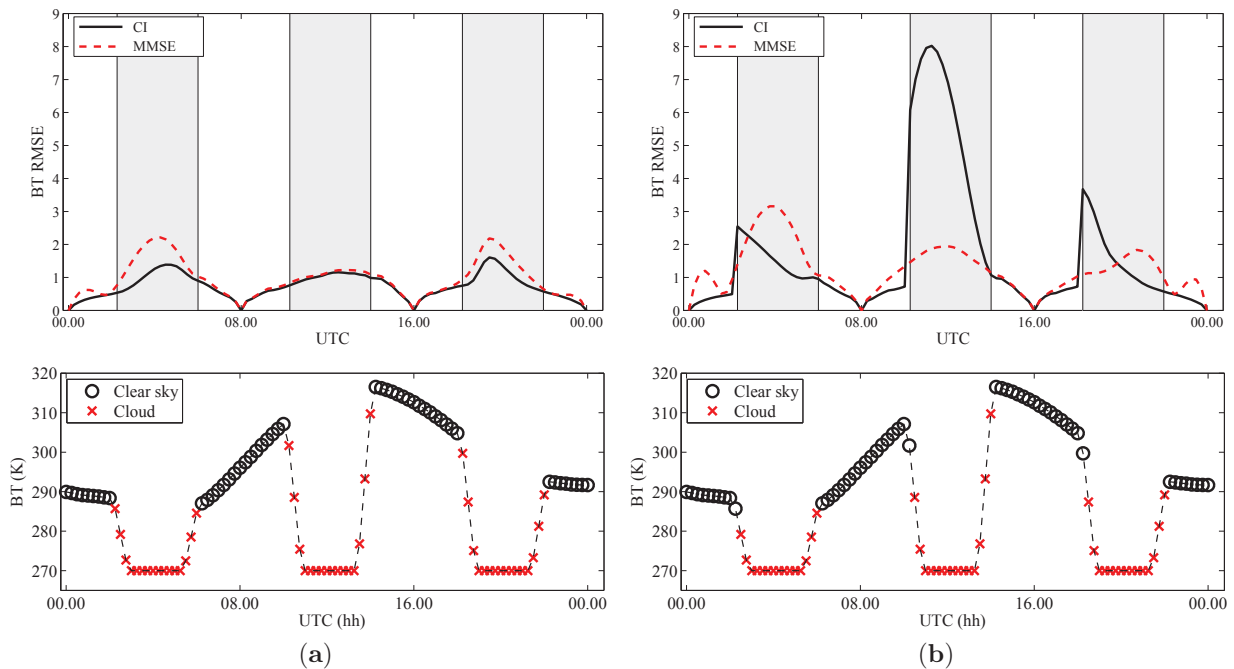 9
8
7
6
5
4
3
2
1
0
BT RMSE
CI
MMSE
00.00
08.00
16.00
00.00
UTC
9
8
7
6
5
4
3
2
1
0
BT RMSE
CI
MMSE
00.00
08.00
16.00
00.00
UTC
320
310
300
290
280
270
BT (K)
Clear sky
Cloud
00.00
08.00
16.00
00.00
UTC (hh)
320
310
300
290
280
270
BT (K)
Clear sky
Cloud
00.00
08.00
16.00
00.00
UTC (hh)
(a)
(b)